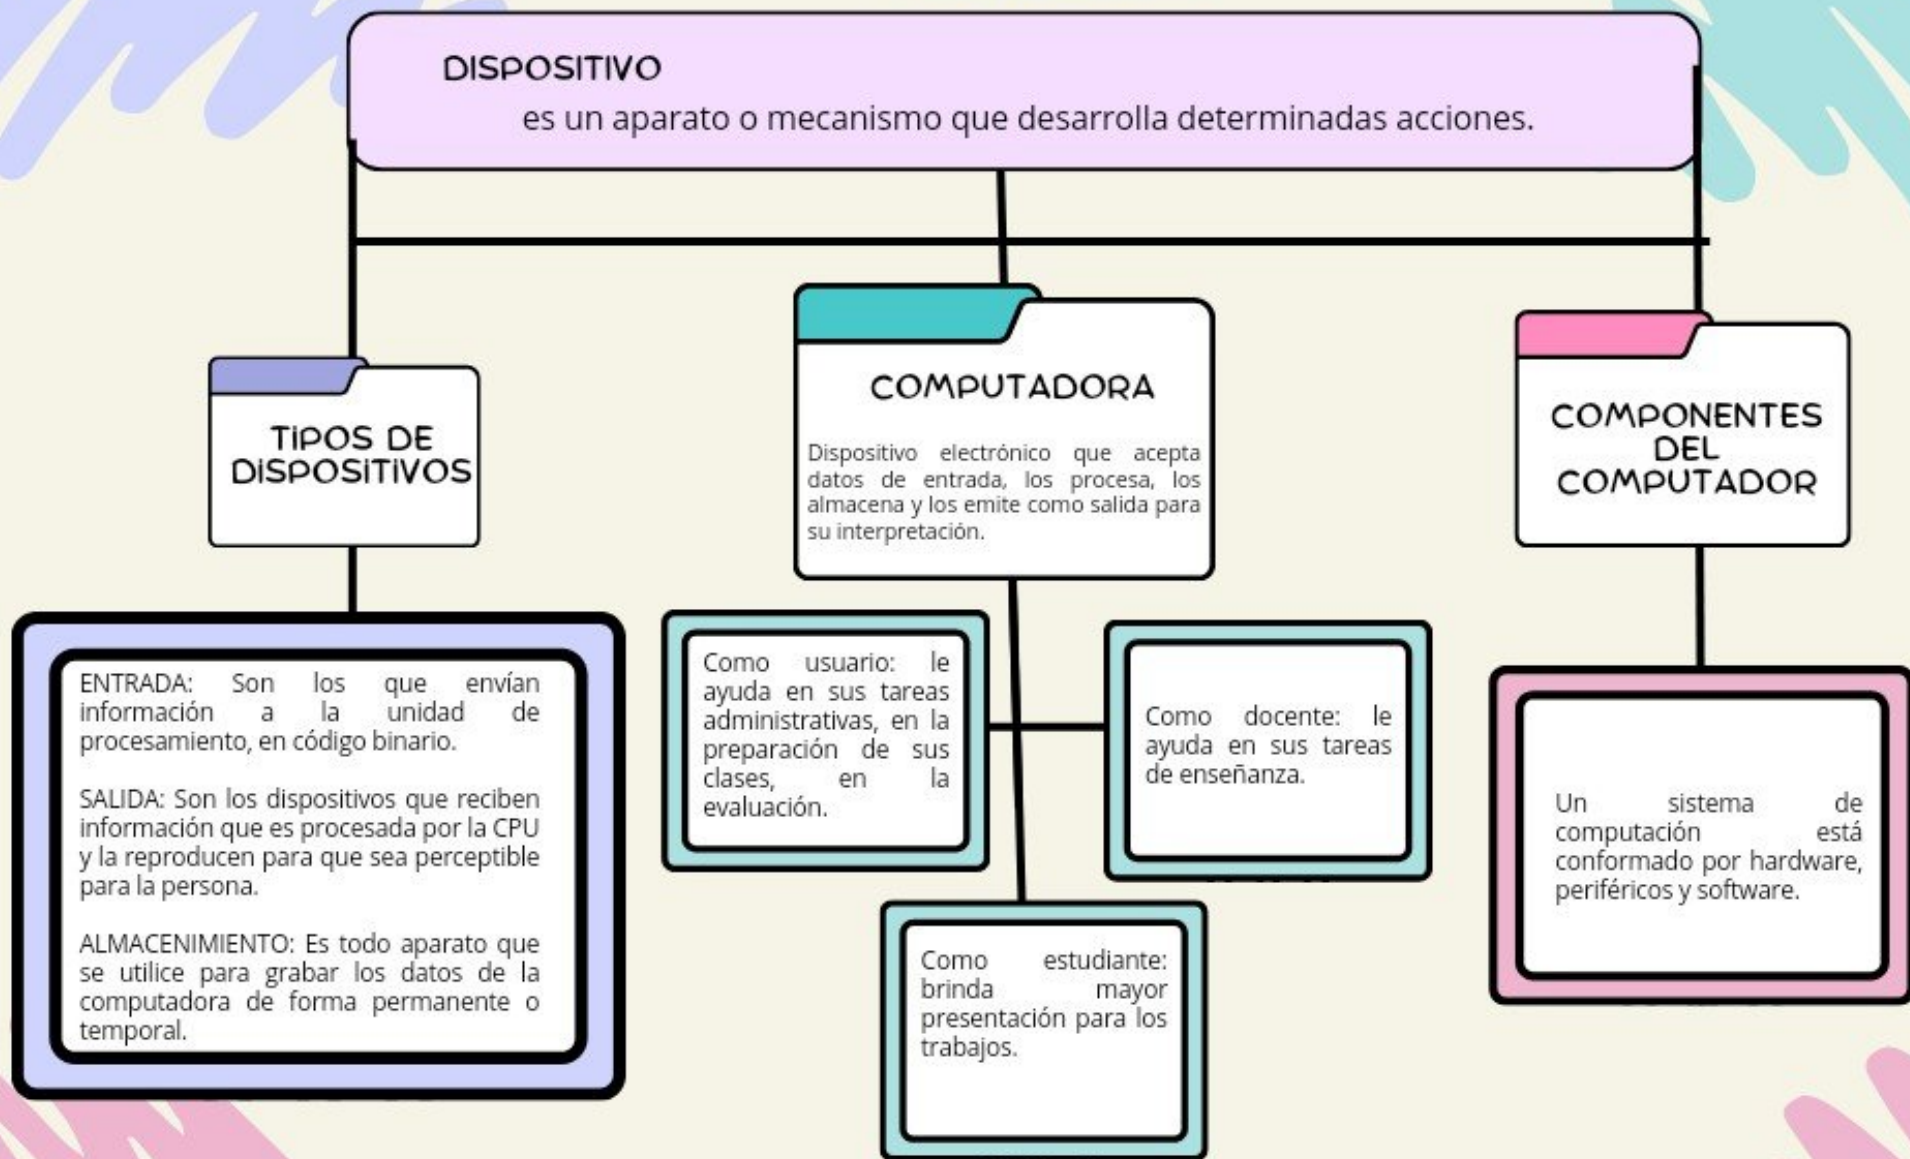 DISPOSITIVO
es un aparato o mecanismo que desarrolla determinadas acciones.
TIPOS DE
DISPOSITIVOS
ENTRADA: Son los que envían
información a la unidad de
procesamiento, en código binario.
SALIDA: Son los dispositivos que reciben
información que es procesada por la CPU
y la reproducen para que sea perceptible
para la persona.
ALMACENIMIENTO: Es todo aparato que
se utilice para grabar los datos de la
computadora de forma permanente o
temporal.
COMPUTADORA
Dispositivo electrónico que acepta
datos de entrada, los procesa, los
almacena y los emite como salida para
su interpretación.
Como usuario: le
ayuda en sus tareas
administrativas, en la
preparación de sus
clases, en la
evaluación.
Como docente: le
ayuda en sus tareas
de enseñanza.
Como estudiante:
brinda mayor
presentación para los
trabajos.
COMPONENTES
DEL
COMPUTADOR
Un sistema de
computación está
conformado por hardware,
periféricos y software.